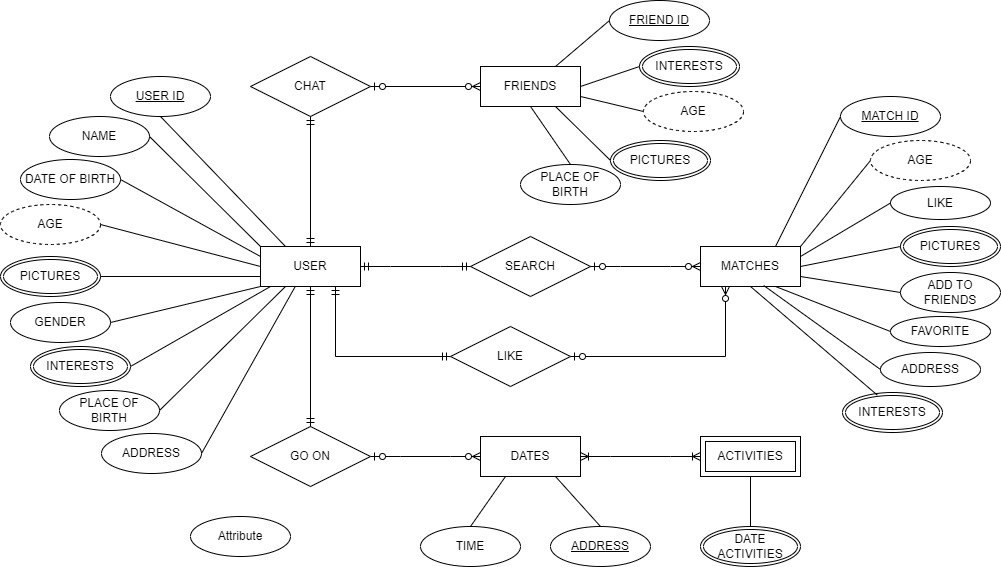 FRIEND ID
INTERESTS
CHAT
FRIENDS
AGE
PICTURES
PLACE OF
BIRTH
USER ID
NAME
DATE OF BIRTH
AGE
PICTURES
GENDER
INTERESTS
PLACE OF
BIRTH
ADDRESS
USER
SEARCH
MATCHES
LIKE
MATCH ID
AGE
LIKE
PICTURES
ADD TO
FRIENDS
FAVORITE
ADDRESS
INTERESTS
GO ON
DATES
ACTIVITIES
TIME
ADDRESS
DATE
ACTIVITIES
Attribute